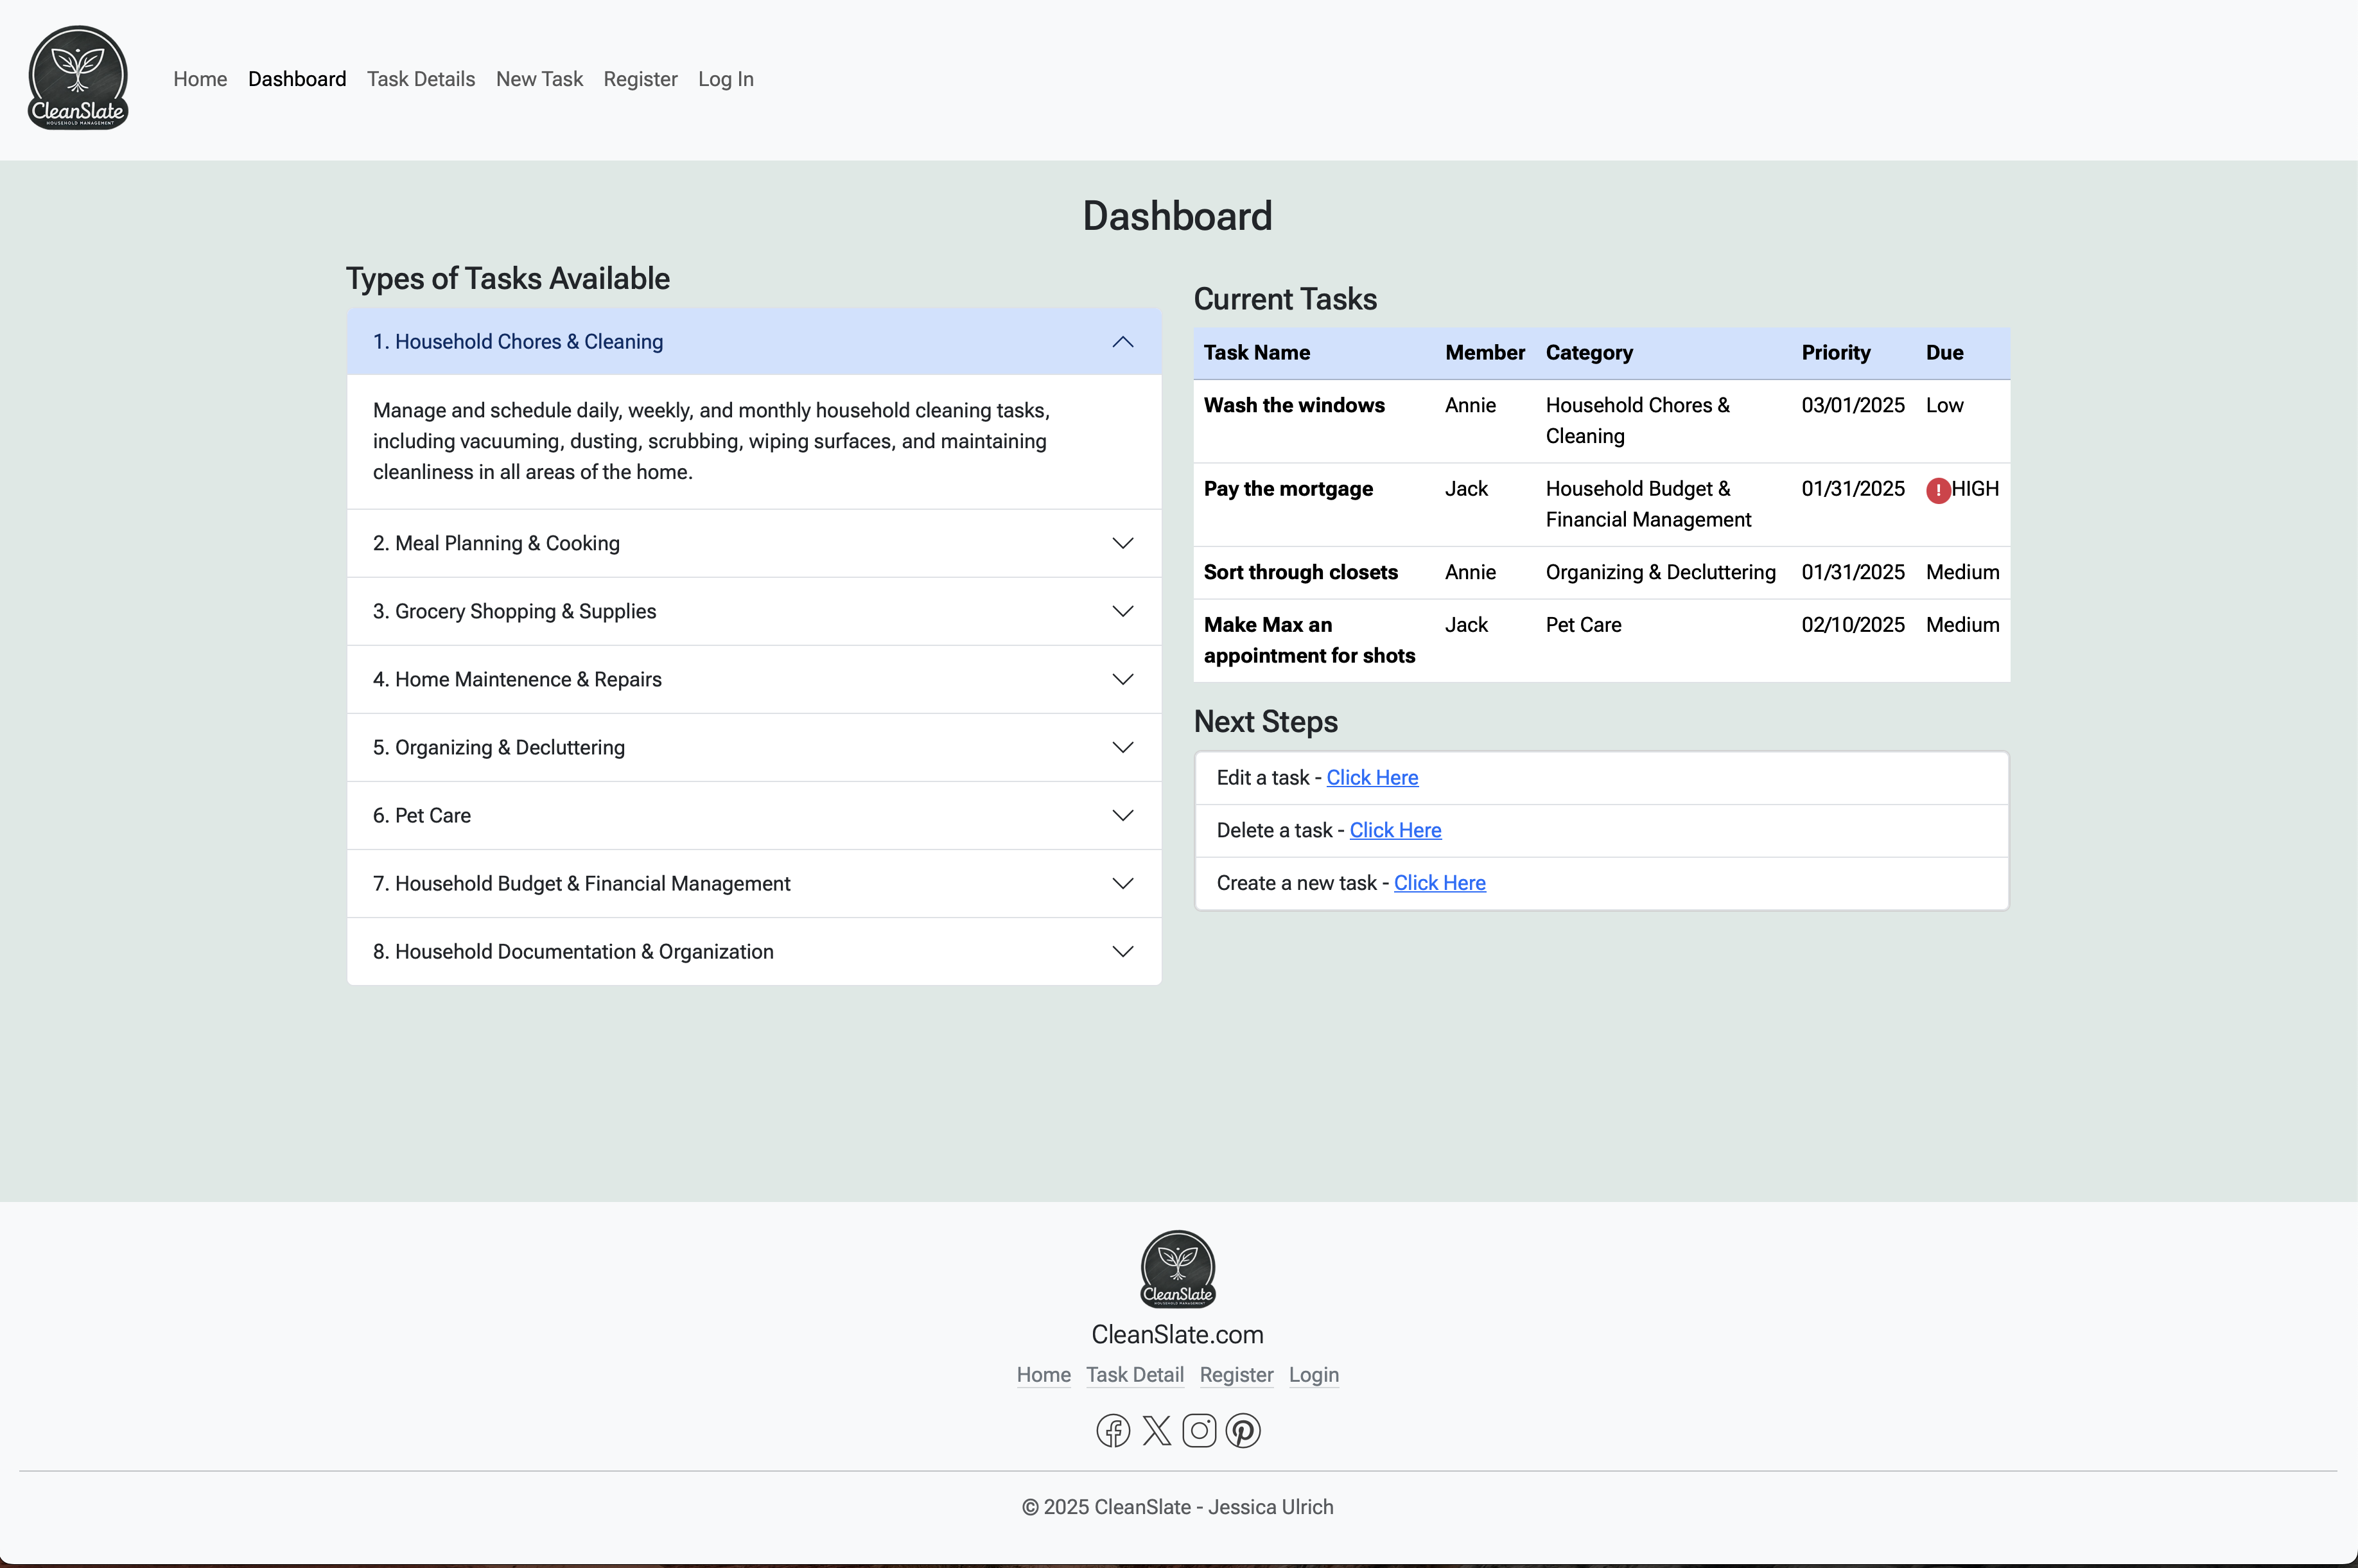 CleanSlate
HOUSEHOLD MANAGEMENT
Home Dashboard Task Details New Task Register Log In
Dashboard
Types of Tasks Available
1. Household Chores & Cleaning
Manage and schedule daily, weekly, and monthly household cleaning tasks,
including vacuuming, dusting, scrubbing, wiping surfaces, and maintaining
cleanliness in all areas of the home.
2. Meal Planning & Cooking
3. Grocery Shopping & Supplies
4. Home Maintenence & Repairs
5. Organizing & Decluttering
6. Pet Care
7. Household Budget & Financial Management
8. Household Documentation & Organization
Current Tasks
Task Name Member Category Priority Due
Wash the windows Annie Household Chores & 03/01/2025 Low
Cleaning
Pay the mortgage Jack Household Budget & 01/31/2025 ! HIGH
Financial Management
Sort through closets Annie Organizing & Decluttering 01/31/2025 Medium
Make Max an Jack Pet Care 02/10/2025 Medium
appointment for shots
Next Steps
Edit a task - Click Here
Delete a task - Click Here
Create a new task - Click Here
CleanSlate
HOUSEHOLD MANAGEMENT
CleanSlate.com
Home Task Detail Register Login
© 2025 CleanSlate - Jessica Ulrich